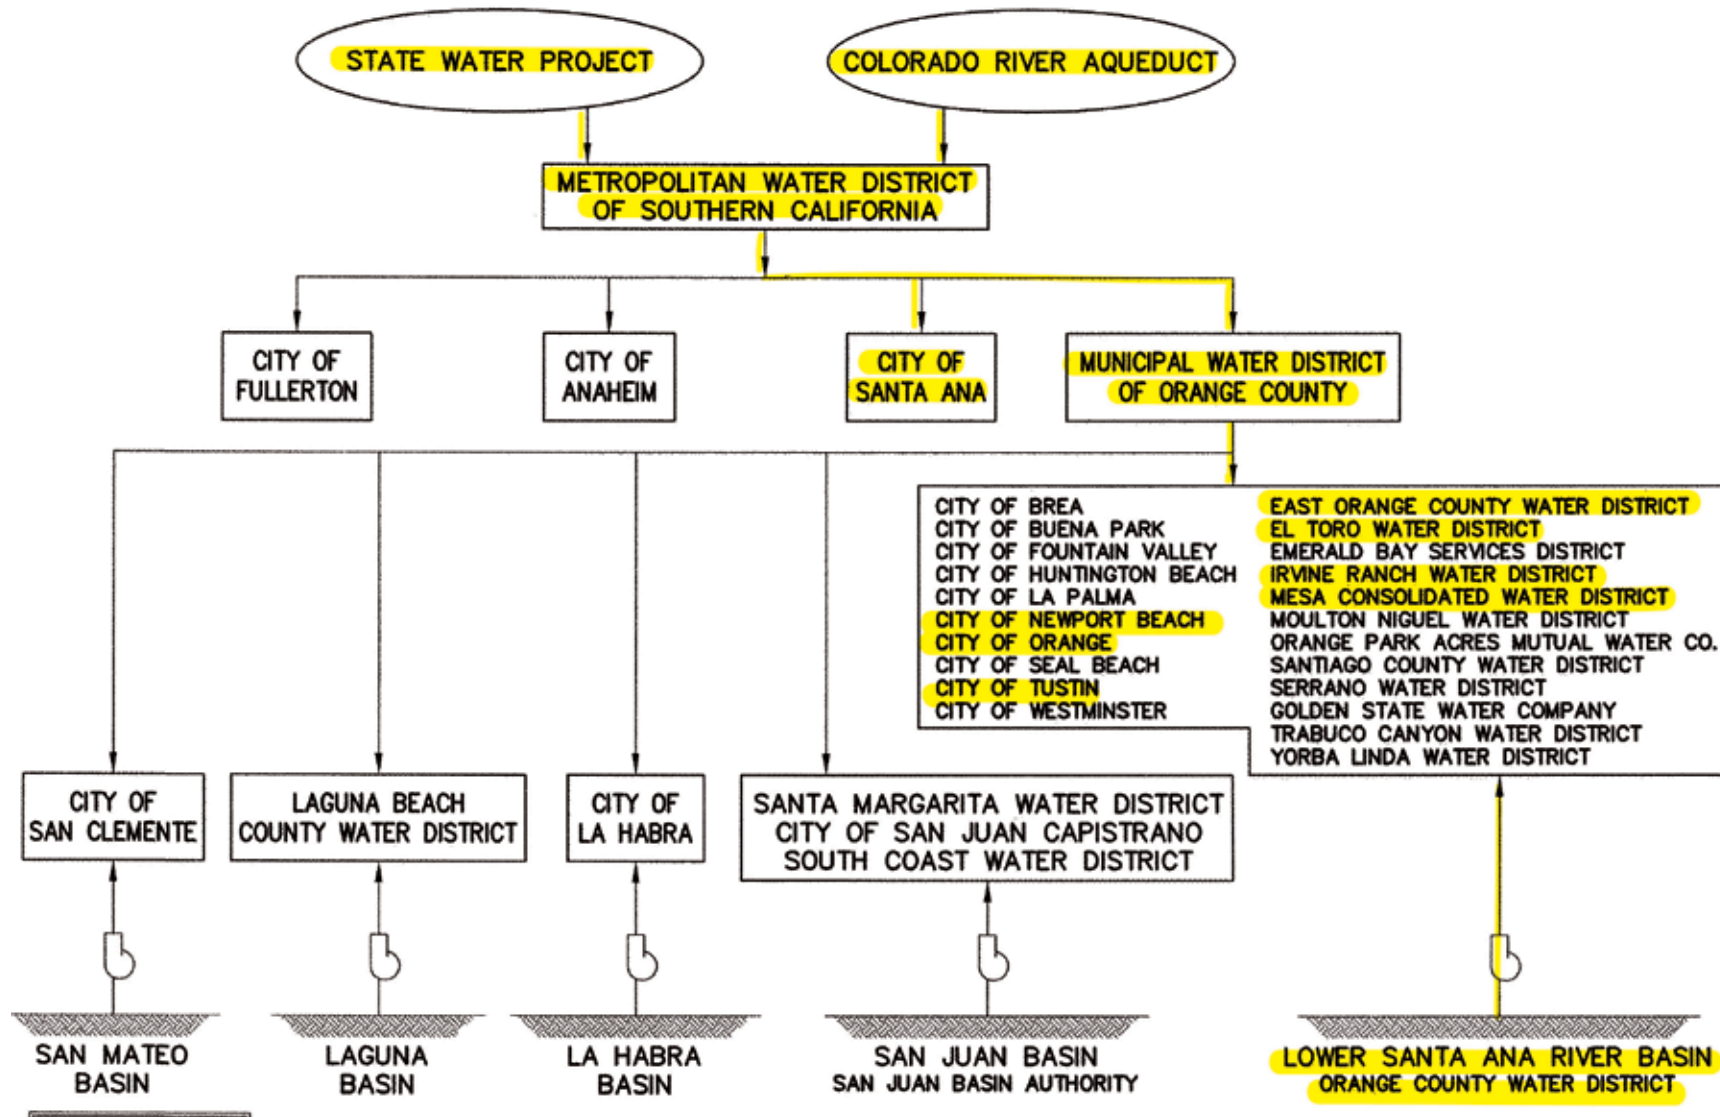 STATE WATER PROJECT
COLORADO RIVER AQUEDUCT
METROPOLITAN WATER DISTRICT
OF SOUTHERN CALIFORNIA
CITY OF
FULLERTON
CITY OF
ANAHEIM
CITY OF
SANTA ANA
MUNICIPAL WATER DISTRICT
OF ORANGE COUNTY
CITY OF BREA
CITY OF BUENA PARK
CITY OF FOUNTAIN VALLEY
CITY OF HUNTINGTON BEACH
CITY OF LA PALMA
CITY OF NEWPORT BEACH
CITY OF ORANGE
CITY OF SEAL BEACH
CITY OF TUSTIN
CITY OF WESTMINSTER
EAST ORANGE COUNTY WATER DISTRICT
EL TORO WATER DISTRICT
EMERALD BAY SERVICES DISTRICT
IRVINE RANCH WATER DISTRICT
MESA CONSOLIDATED WATER DISTRICT
MOULTON NIGUEL WATER DISTRICT
ORANGE PARK ACRES MUTUAL WATER CO.
SANTIAGO COUNTY WATER DISTRICT
SERRANO WATER DISTRICT
GOLDEN STATE WATER COMPANY
TRABUCO CANYON WATER DISTRICT
YORBA LINDA WATER DISTRICT
CITY OF
SAN CLEMENTE
LAGUNA BEACH
COUNTY WATER DISTRICT
CITY OF
LA HABRA
SANTA MARGARITA WATER DISTRICT
CITY OF SAN JUAN CAPISTRANO
SOUTH COAST WATER DISTRICT
SAN MATEO
BASIN
LAGUNA
BASIN
LA HABRA
BASIN
SAN JUAN BASIN
SAN JUAN BASIN AUTHORITY
LOWER SANTA ANA RIVER BASIN
ORANGE COUNTY WATER DISTRICT